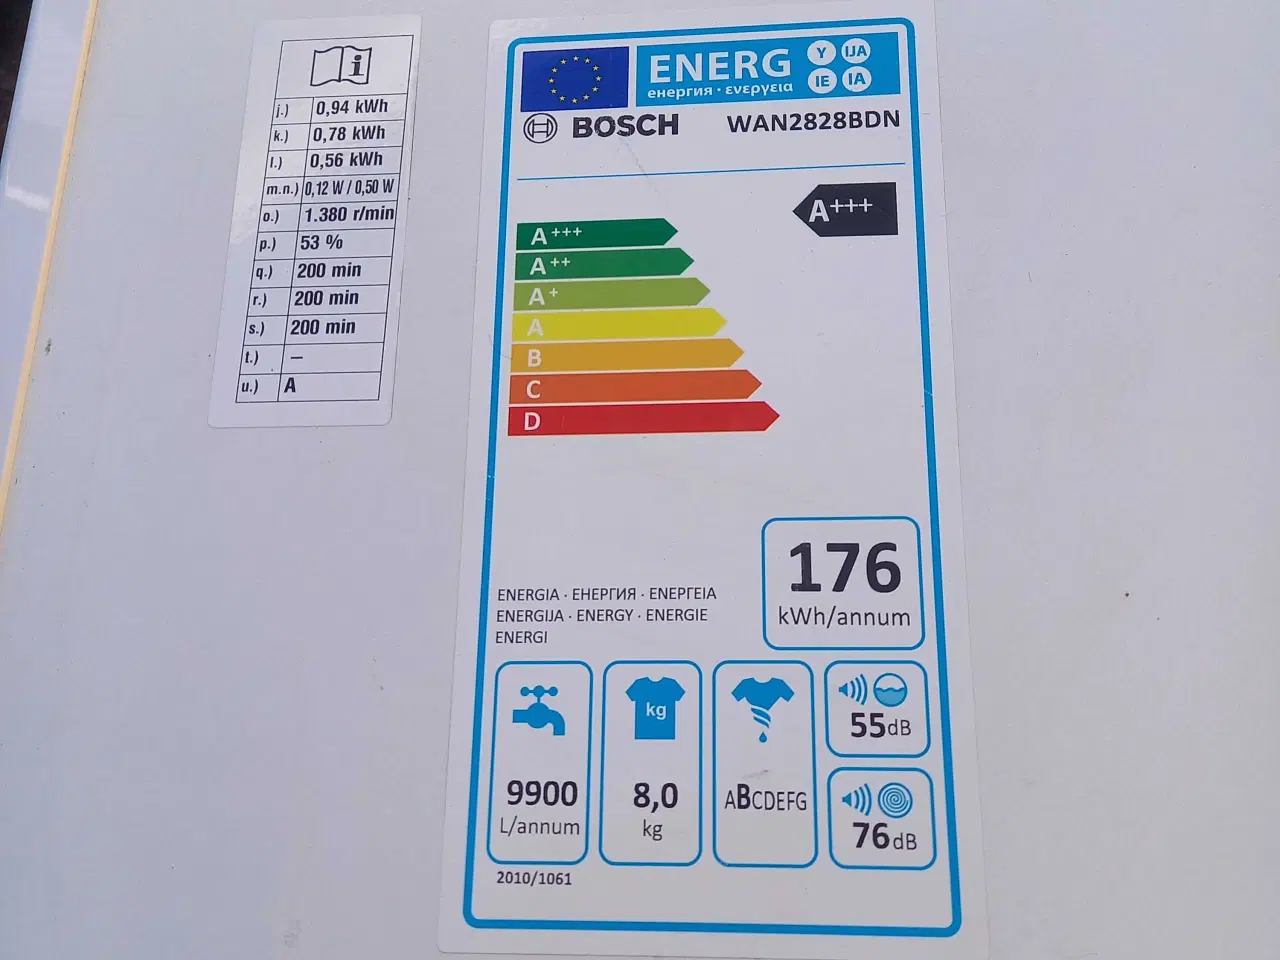 j.) 0,94 kWh
k.) 0,78 kWh
l.) 0,56 kWh
m.n.) 0,12 W / 0,50 W
o.) 1.380 r/min
p.) 53 %
q.) 200 min
r.) 200 min
s.) 200 min
t.) –
u.) A
ENERG Y IJA
енергия · ενεργεια IE IA
BOSCH WAN2828BDN
A+++
A+++
A++
A+
A
B
C
D
176
kWh/annum
ENERGIA · ЕНЕРГИЯ · ΕΝΕΡΓΕΙΑ
ENERGIJA · ENERGY · ENERGIE
ENERGI
9900
L/annum
kg
8,0
kg
ABCDEFG
55dB
76dB
2010/1061